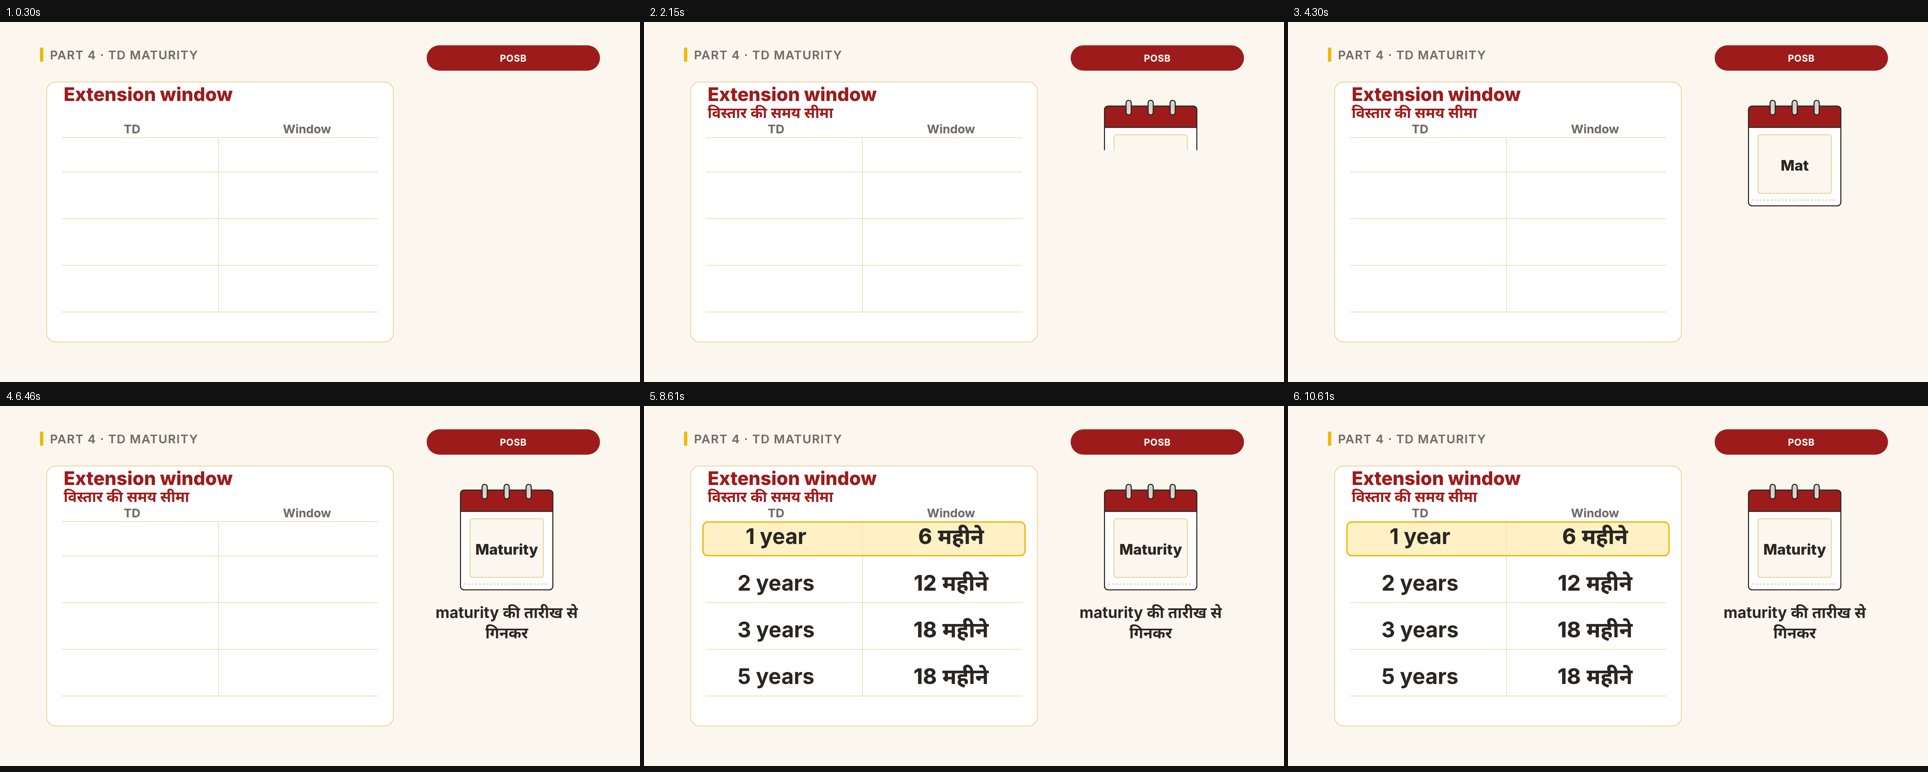 1. 0.30s
PART 4 · TD MATURITY
POSB
Extension window
TD Window
2. 2.15s
PART 4 · TD MATURITY
POSB
Extension window
विस्तार की समय सीमा
TD Window
3. 4.30s
PART 4 · TD MATURITY
POSB
Extension window
विस्तार की समय सीमा
TD Window
Mat
4. 6.46s
PART 4 · TD MATURITY
POSB
Extension window
विस्तार की समय सीमा
TD Window
Maturity
maturity की तारीख से
गिनकर
5. 8.61s
PART 4 · TD MATURITY
POSB
Extension window
विस्तार की समय सीमा
TD Window
1 year 6 महीने
2 years 12 महीने
3 years 18 महीने
5 years 18 महीने
Maturity
maturity की तारीख से
गिनकर
6. 10.61s
PART 4 · TD MATURITY
POSB
Extension window
विस्तार की समय सीमा
TD Window
1 year 6 महीने
2 years 12 महीने
3 years 18 महीने
5 years 18 महीने
Maturity
maturity की तारीख से
गिनकर